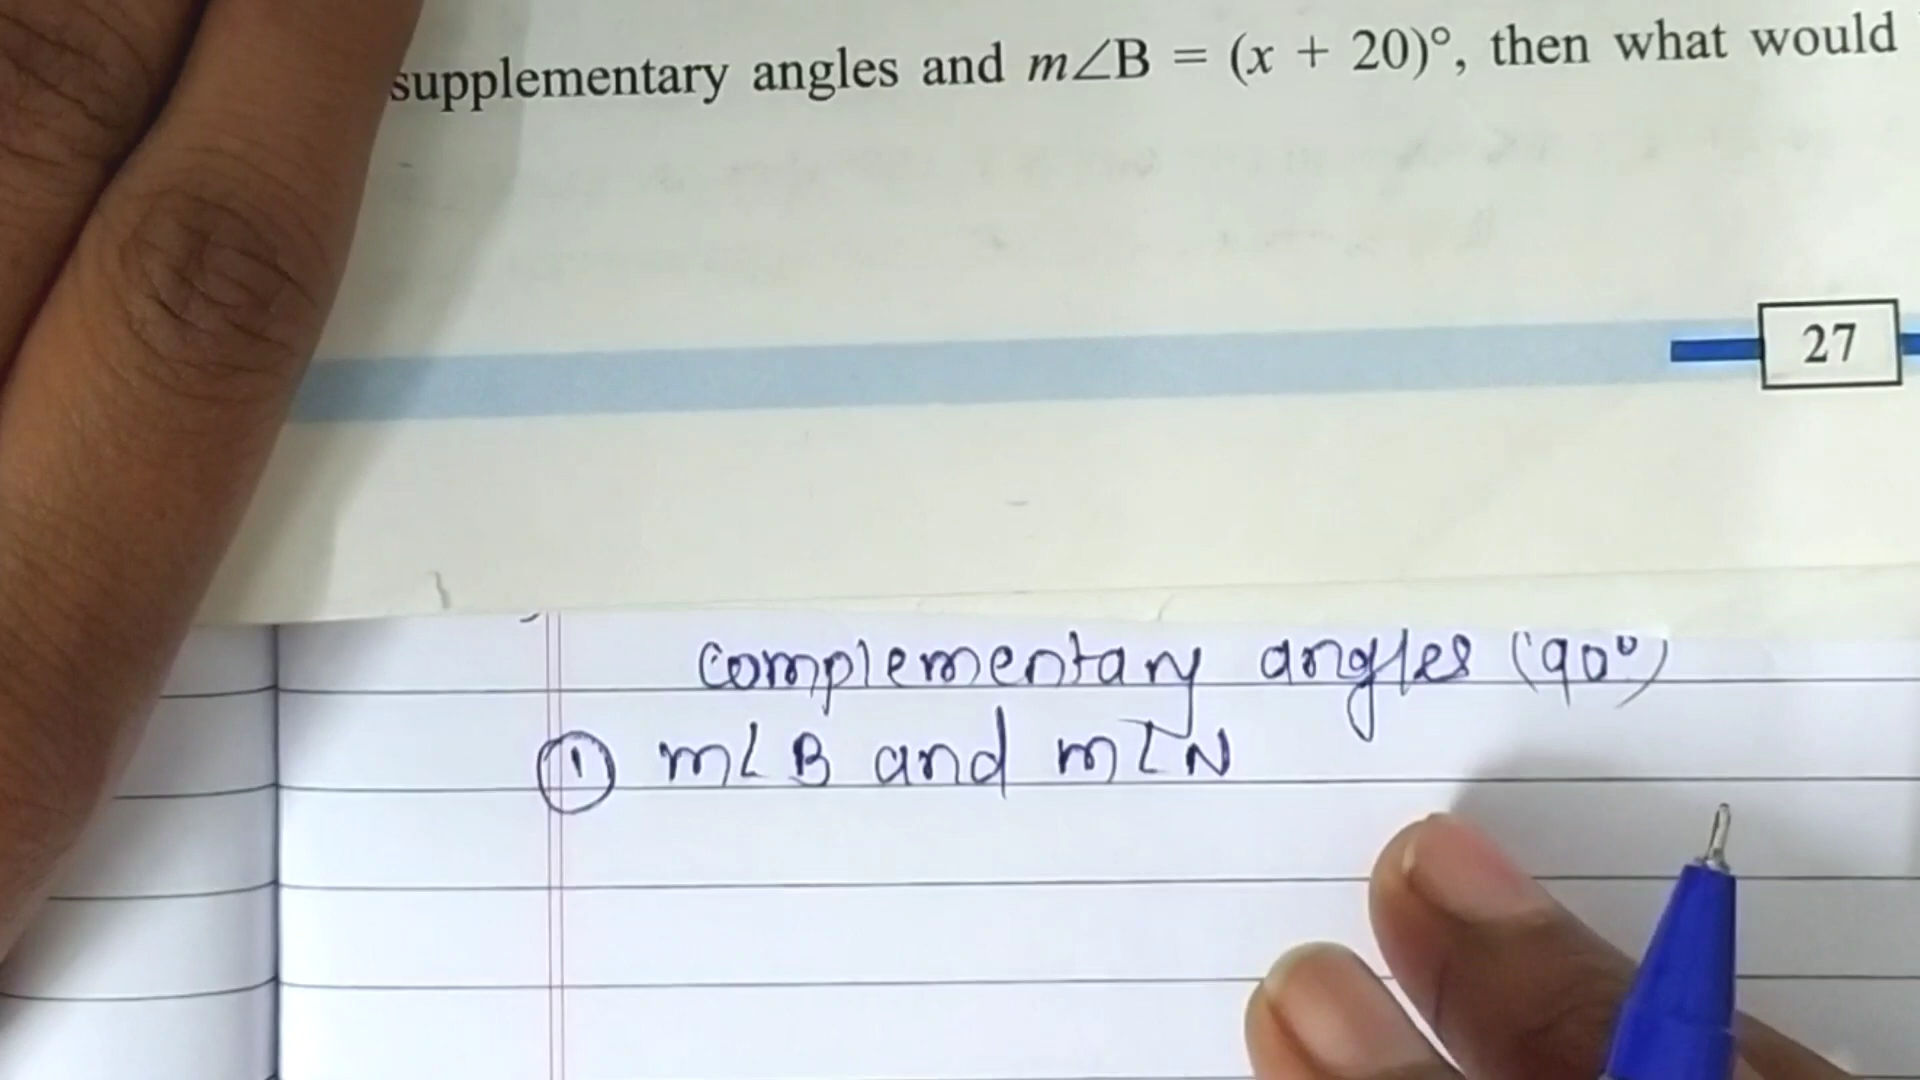 supplementary angles and m∠B = (x + 20)°, then what would
27
complementary angles (90°)
① m∠B and m∠N